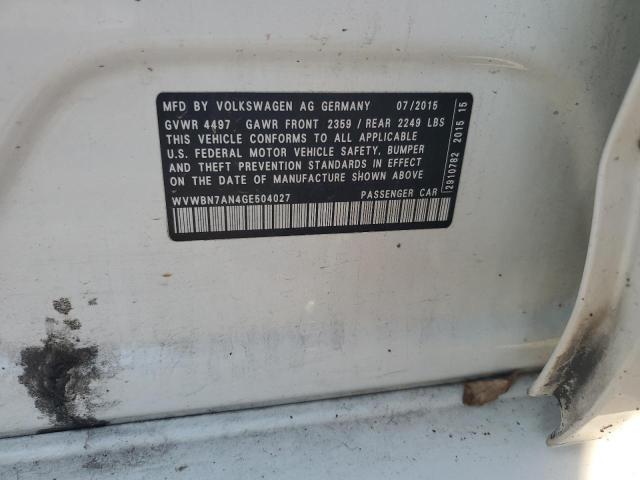 MFD BY VOLKSWAGEN AG GERMANY 07/2015
GVWR 4497 GAWR FRONT 2359 / REAR 2249 LBS
THIS VEHICLE CONFORMS TO ALL APPLICABLE
U.S. FEDERAL MOTOR VEHICLE SAFETY, BUMPER
AND THEFT PREVENTION STANDARDS IN EFFECT
ON THE DATE OF MANUFACTURE SHOWN ABOVE
WVWBN7AN4GE504027 PASSENGER CAR
2910782 2015 15